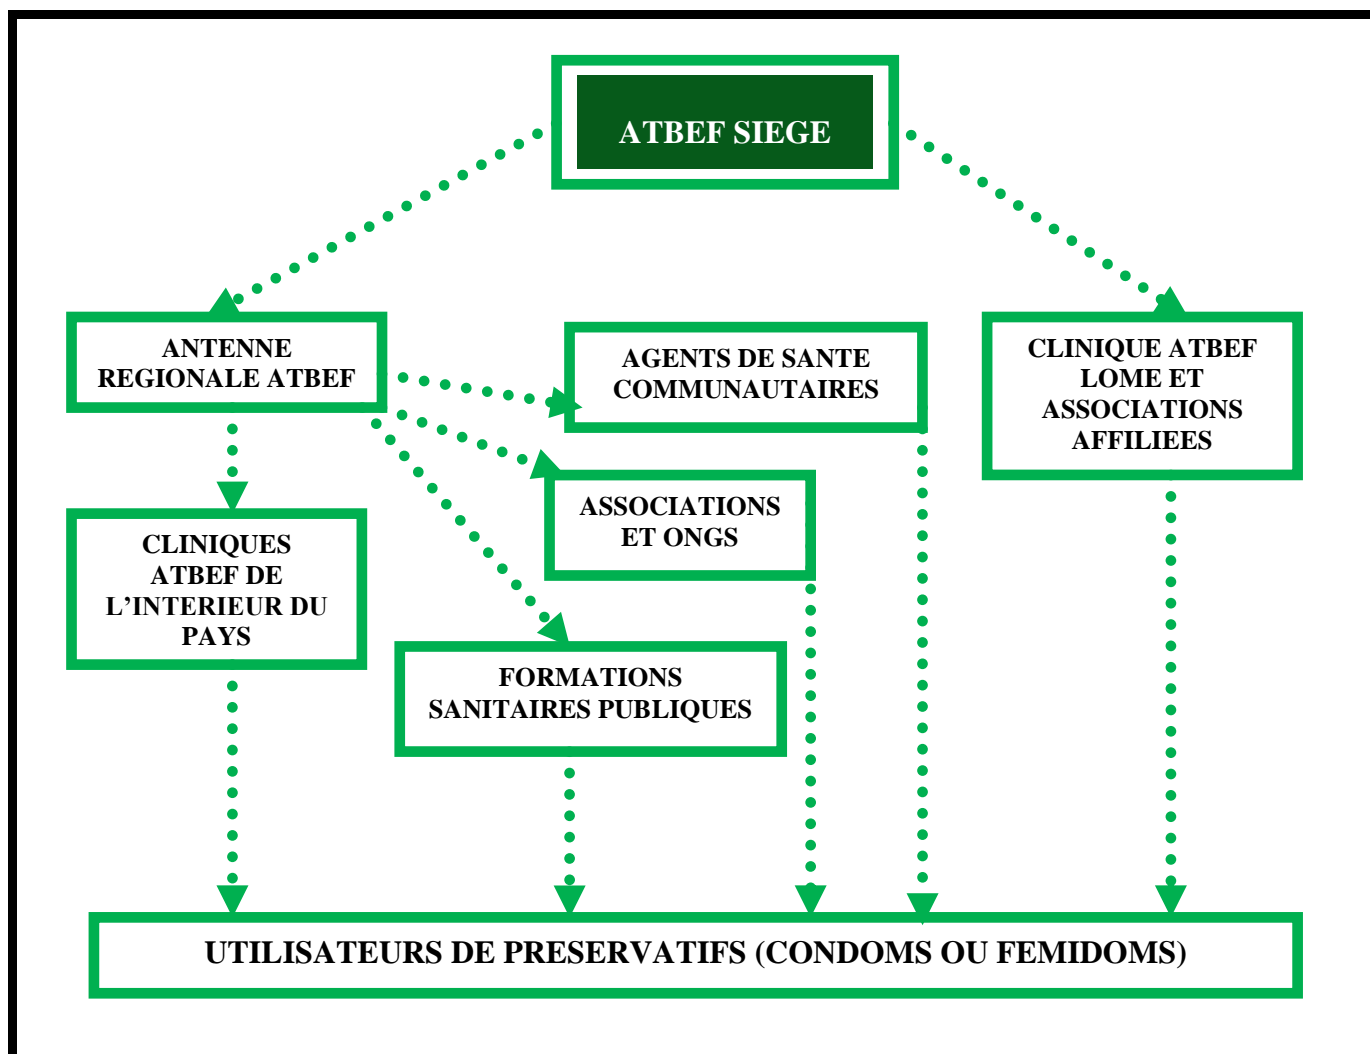 ATBEF SIEGE
ANTENNE
REGIONALE ATBEF
AGENTS DE SANTE
COMMUNAUTAIRES
CLINIQUE ATBEF
LOME ET
ASSOCIATIONS
AFFILIEES
ASSOCIATIONS
ET ONGS
CLINIQUES
ATBEF DE
L’INTERIEUR DU
PAYS
FORMATIONS
SANITAIRES PUBLIQUES
UTILISATEURS DE PRESERVATIFS (CONDOMS OU FEMIDOMS)